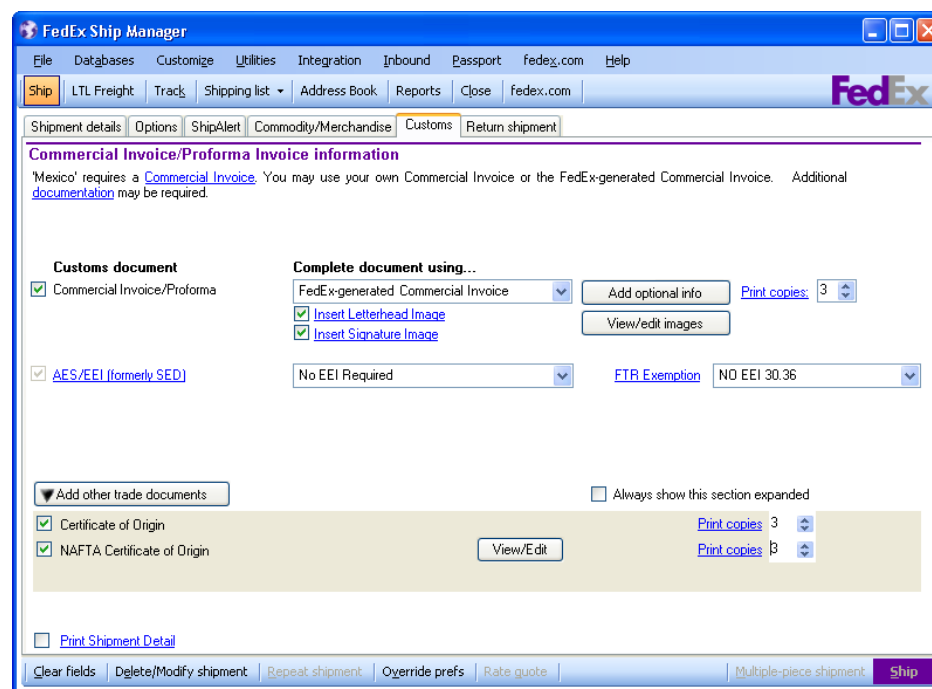 FedEx Ship Manager
File Databases Customize Utilities Integration Inbound Passport fedex.com Help
Ship LTL Freight Track Shipping list Address Book Reports Close fedex.com FedEx
Shipment details Options ShipAlert Commodity/Merchandise Customs Return shipment
Commercial Invoice/Proforma Invoice information
'Mexico' requires a Commercial Invoice. You may use your own Commercial Invoice or the FedEx-generated Commercial Invoice. Additional
documentation may be required.
Customs document Complete document using...
Commercial Invoice/Proforma FedEx-generated Commercial Invoice Add optional info Print copies: 3
Insert Letterhead Image
View/edit images
Insert Signature Image
AES/EEI (formerly SED) No EEI Required FTR Exemption NO EEI 30.36
Add other trade documents Always show this section expanded
Certificate of Origin Print copies 3
NAFTA Certificate of Origin View/Edit Print copies 3
Print Shipment Detail
Clear fields Delete/Modify shipment Repeat shipment Override prefs Rate quote Multiple-piece shipment Ship